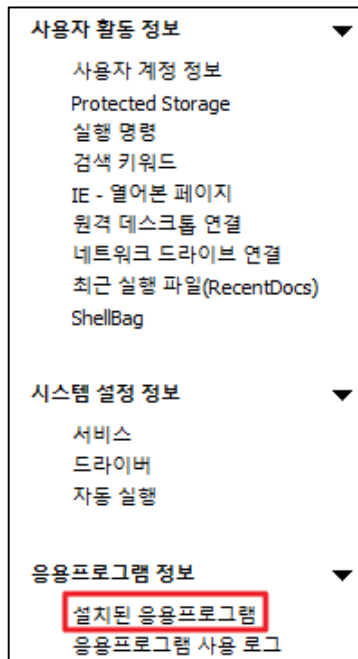 사용자 활동 정보
사용자 계정 정보
Protected Storage
실행 명령
검색 키워드
IE - 열어본 페이지
원격 데스크톱 연결
네트워크 드라이브 연결
최근 실행 파일(RecentDocs)
ShellBag
시스템 설정 정보
서비스
드라이버
자동 실행
응용프로그램 정보
설치된 응용프로그램
응용프로그램 사용 로그